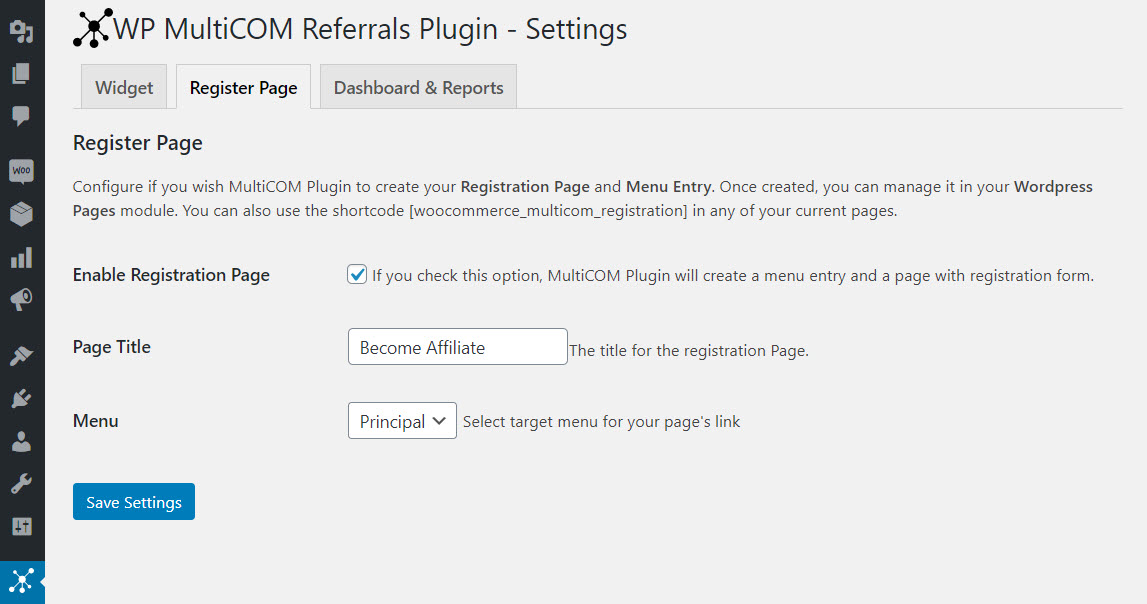 WP MultiCOM Referrals Plugin - Settings
Widget Register Page Dashboard & Reports
Register Page
Configure if you wish MultiCOM Plugin to create your Registration Page and Menu Entry. Once created, you can manage it in your Wordpress
Pages module. You can also use the shortcode [woocommerce_multicom_registration] in any of your current pages.
Woo
Enable Registration Page If you check this option, MultiCOM Plugin will create a menu entry and a page with registration form.
Page Title Become Affiliate The title for the registration Page.
Menu Principal Select target menu for your page's link
Save Settings